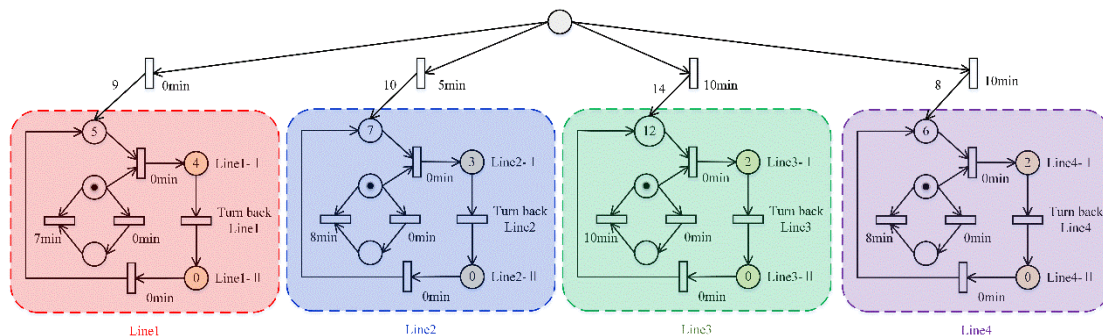 9
0min
10
5min
14
10min
8
10min
5
4
Line1-Ⅰ
0min
7min
0min
Turn back
Line1
0
Line1-Ⅱ
0min
Line1
7
3
Line2-Ⅰ
0min
8min
0min
Turn back
Line2
0
Line2-Ⅱ
0min
Line2
12
2
Line3-Ⅰ
0min
10min
0min
Turn back
Line3
0
Line3-Ⅱ
0min
Line3
6
2
Line4-Ⅰ
0min
8min
0min
Turn back
Line4
0
Line4-Ⅱ
0min
Line4